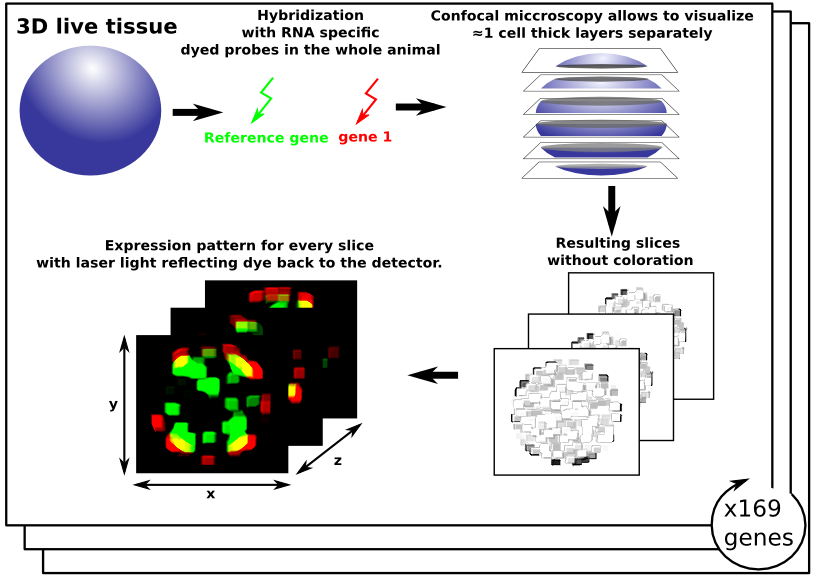 3D live tissue
Hybridization
with RNA specific
dyed probes in the whole animal
Reference gene
gene 1
Confocal miccroscopy allows to visualize
≈1 cell thick layers separately
Resulting slices
without coloration
Expression pattern for every slice
with laser light reflecting dye back to the detector.
y
x
z
x169
genes